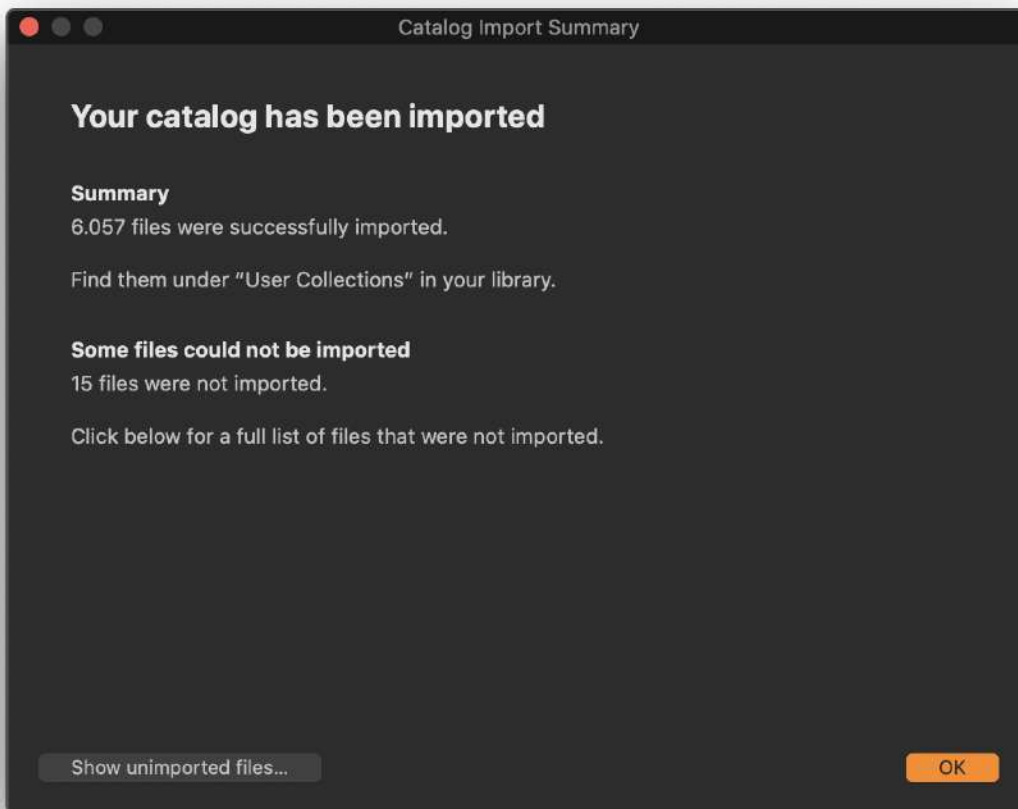 Catalog Import Summary
Your catalog has been imported
Summary
6.057 files were successfully imported.
Find them under “User Collections” in your library.
Some files could not be imported
15 files were not imported.
Click below for a full list of files that were not imported.
Show unimported files...
OK